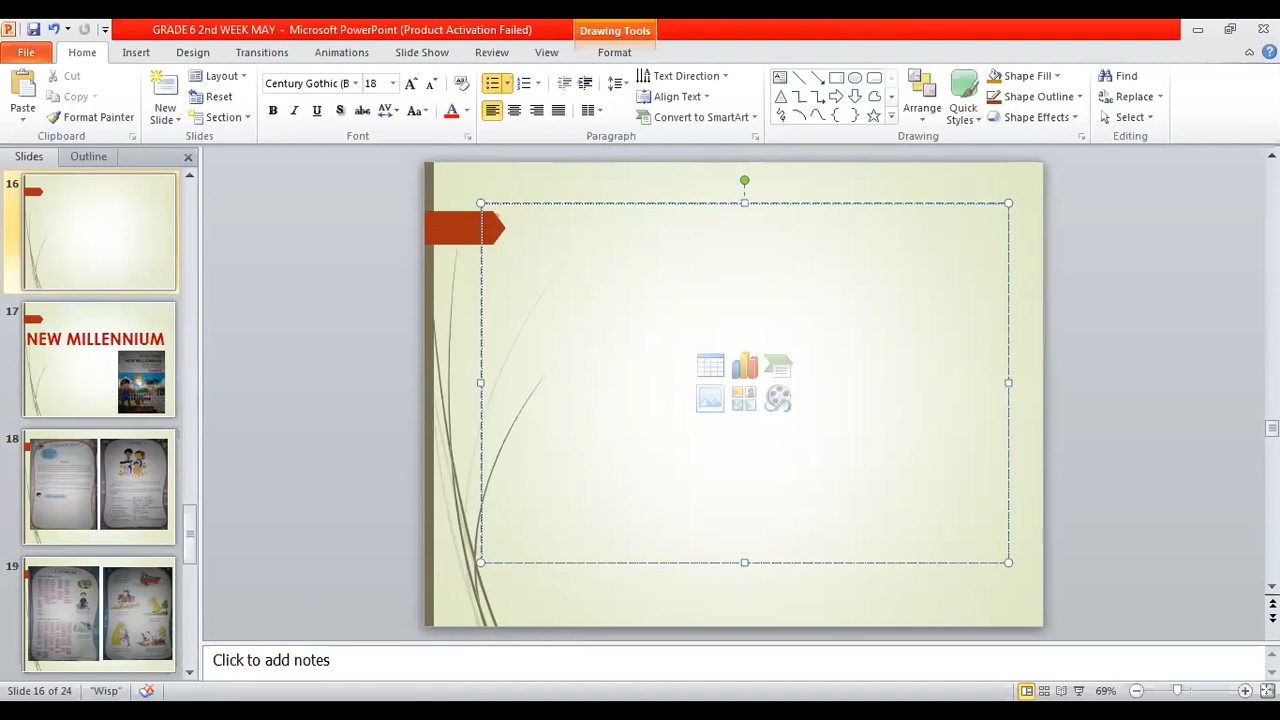 GRADE 6 2nd WEEK MAY - Microsoft PowerPoint (Product Activation Failed)
Drawing Tools
File Home Insert Design Transitions Animations Slide Show Review View Format
Paste
Cut
Copy
Format Painter
Clipboard
New Slide
Layout
Reset
Section
Slides
Century Gothic (B 18
B U S abc AV Aa A
Font
Text Direction
Align Text
Convert to SmartArt
Paragraph
Arrange
Quick Styles
Shape Fill
Shape Outline
Shape Effects
Drawing
Find
Replace
Select
Editing
Slides Outline
16
17
NEW MILLENNIUM
18
19
Click to add notes
Slide 16 of 24 "Wisp" 69%